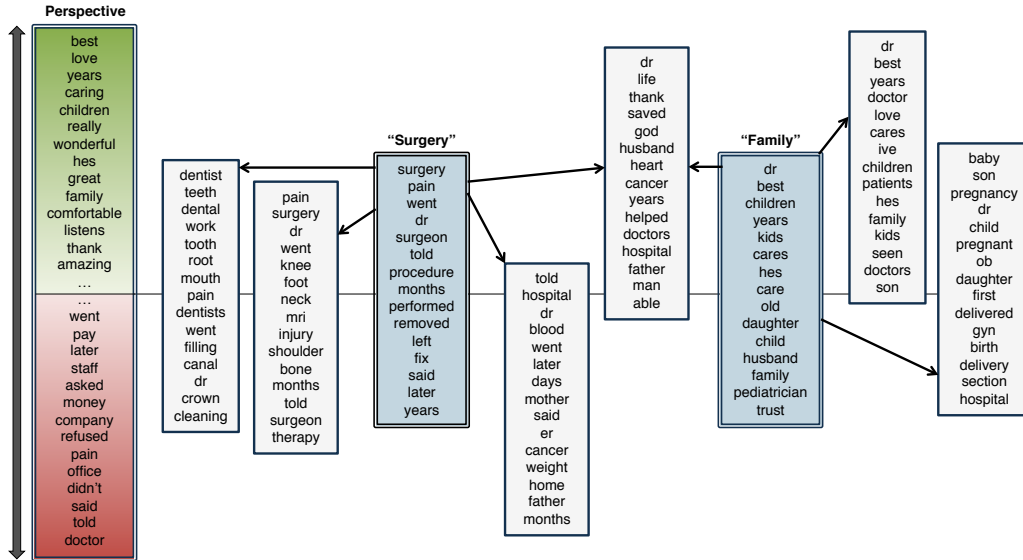 Perspective
best
love
years
caring
children
really
wonderful
hes
great
family
comfortable
listens
thank
amazing
…
…
went
pay
later
staff
asked
money
company
refused
pain
office
didn’t
said
told
doctor
dentist
teeth
dental
work
tooth
root
mouth
pain
dentists
went
filling
canal
dr
crown
cleaning
pain
surgery
dr
went
knee
foot
neck
mri
injury
shoulder
bone
months
told
surgeon
therapy
“Surgery”
surgery
pain
went
dr
surgeon
told
procedure
months
performed
removed
left
fix
said
later
years
told
hospital
dr
blood
went
later
days
mother
said
er
cancer
weight
home
father
months
dr
life
thank
saved
god
husband
heart
cancer
years
helped
doctors
hospital
father
man
able
“Family”
dr
best
children
years
kids
cares
hes
care
old
daughter
child
husband
family
pediatrician
trust
dr
best
years
doctor
love
cares
ive
children
patients
hes
family
kids
seen
doctors
son
baby
son
pregnancy
dr
child
pregnant
ob
daughter
first
delivered
gyn
birth
delivery
section
hospital